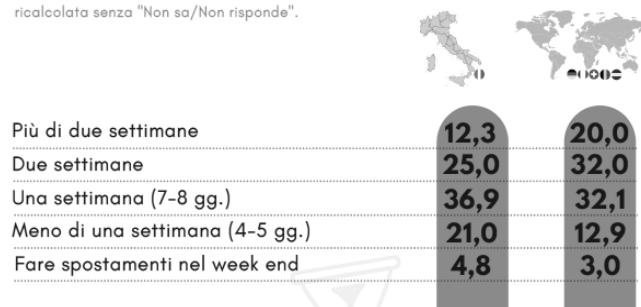 ricalcolata senza "Non sa/Non risponde".
Più di due settimane 12,3 20,0
Due settimane 25,0 32,0
Una settimana (7-8 gg.) 36,9 32,1
Meno di una settimana (4-5 gg.) 21,0 12,9
Fare spostamenti nel week end 4,8 3,0